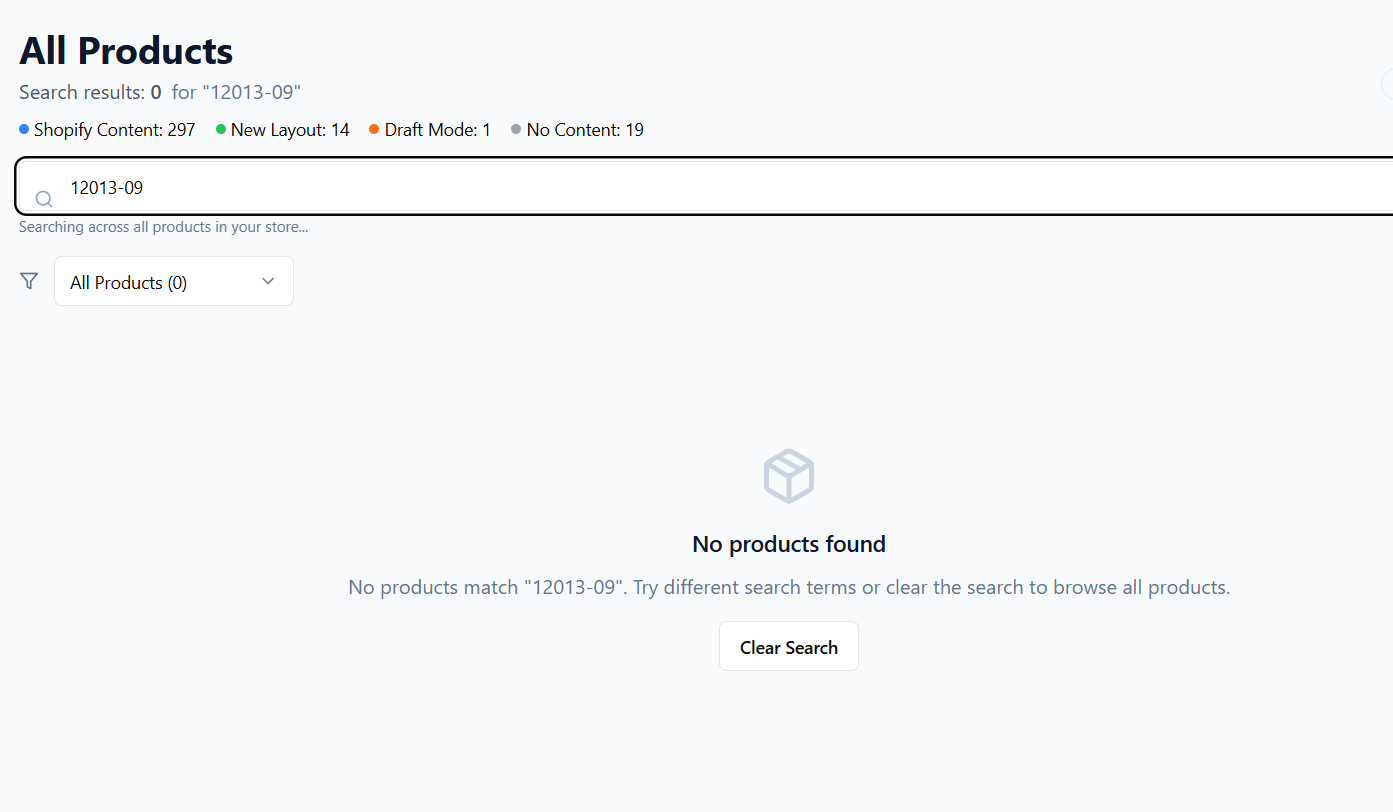 All Products
Search results: 0 for "12013-09"
Shopify Content: 297 New Layout: 14 Draft Mode: 1 No Content: 19
12013-09
Searching across all products in your store...
All Products (0)
No products found
No products match "12013-09". Try different search terms or clear the search to browse all products.
Clear Search